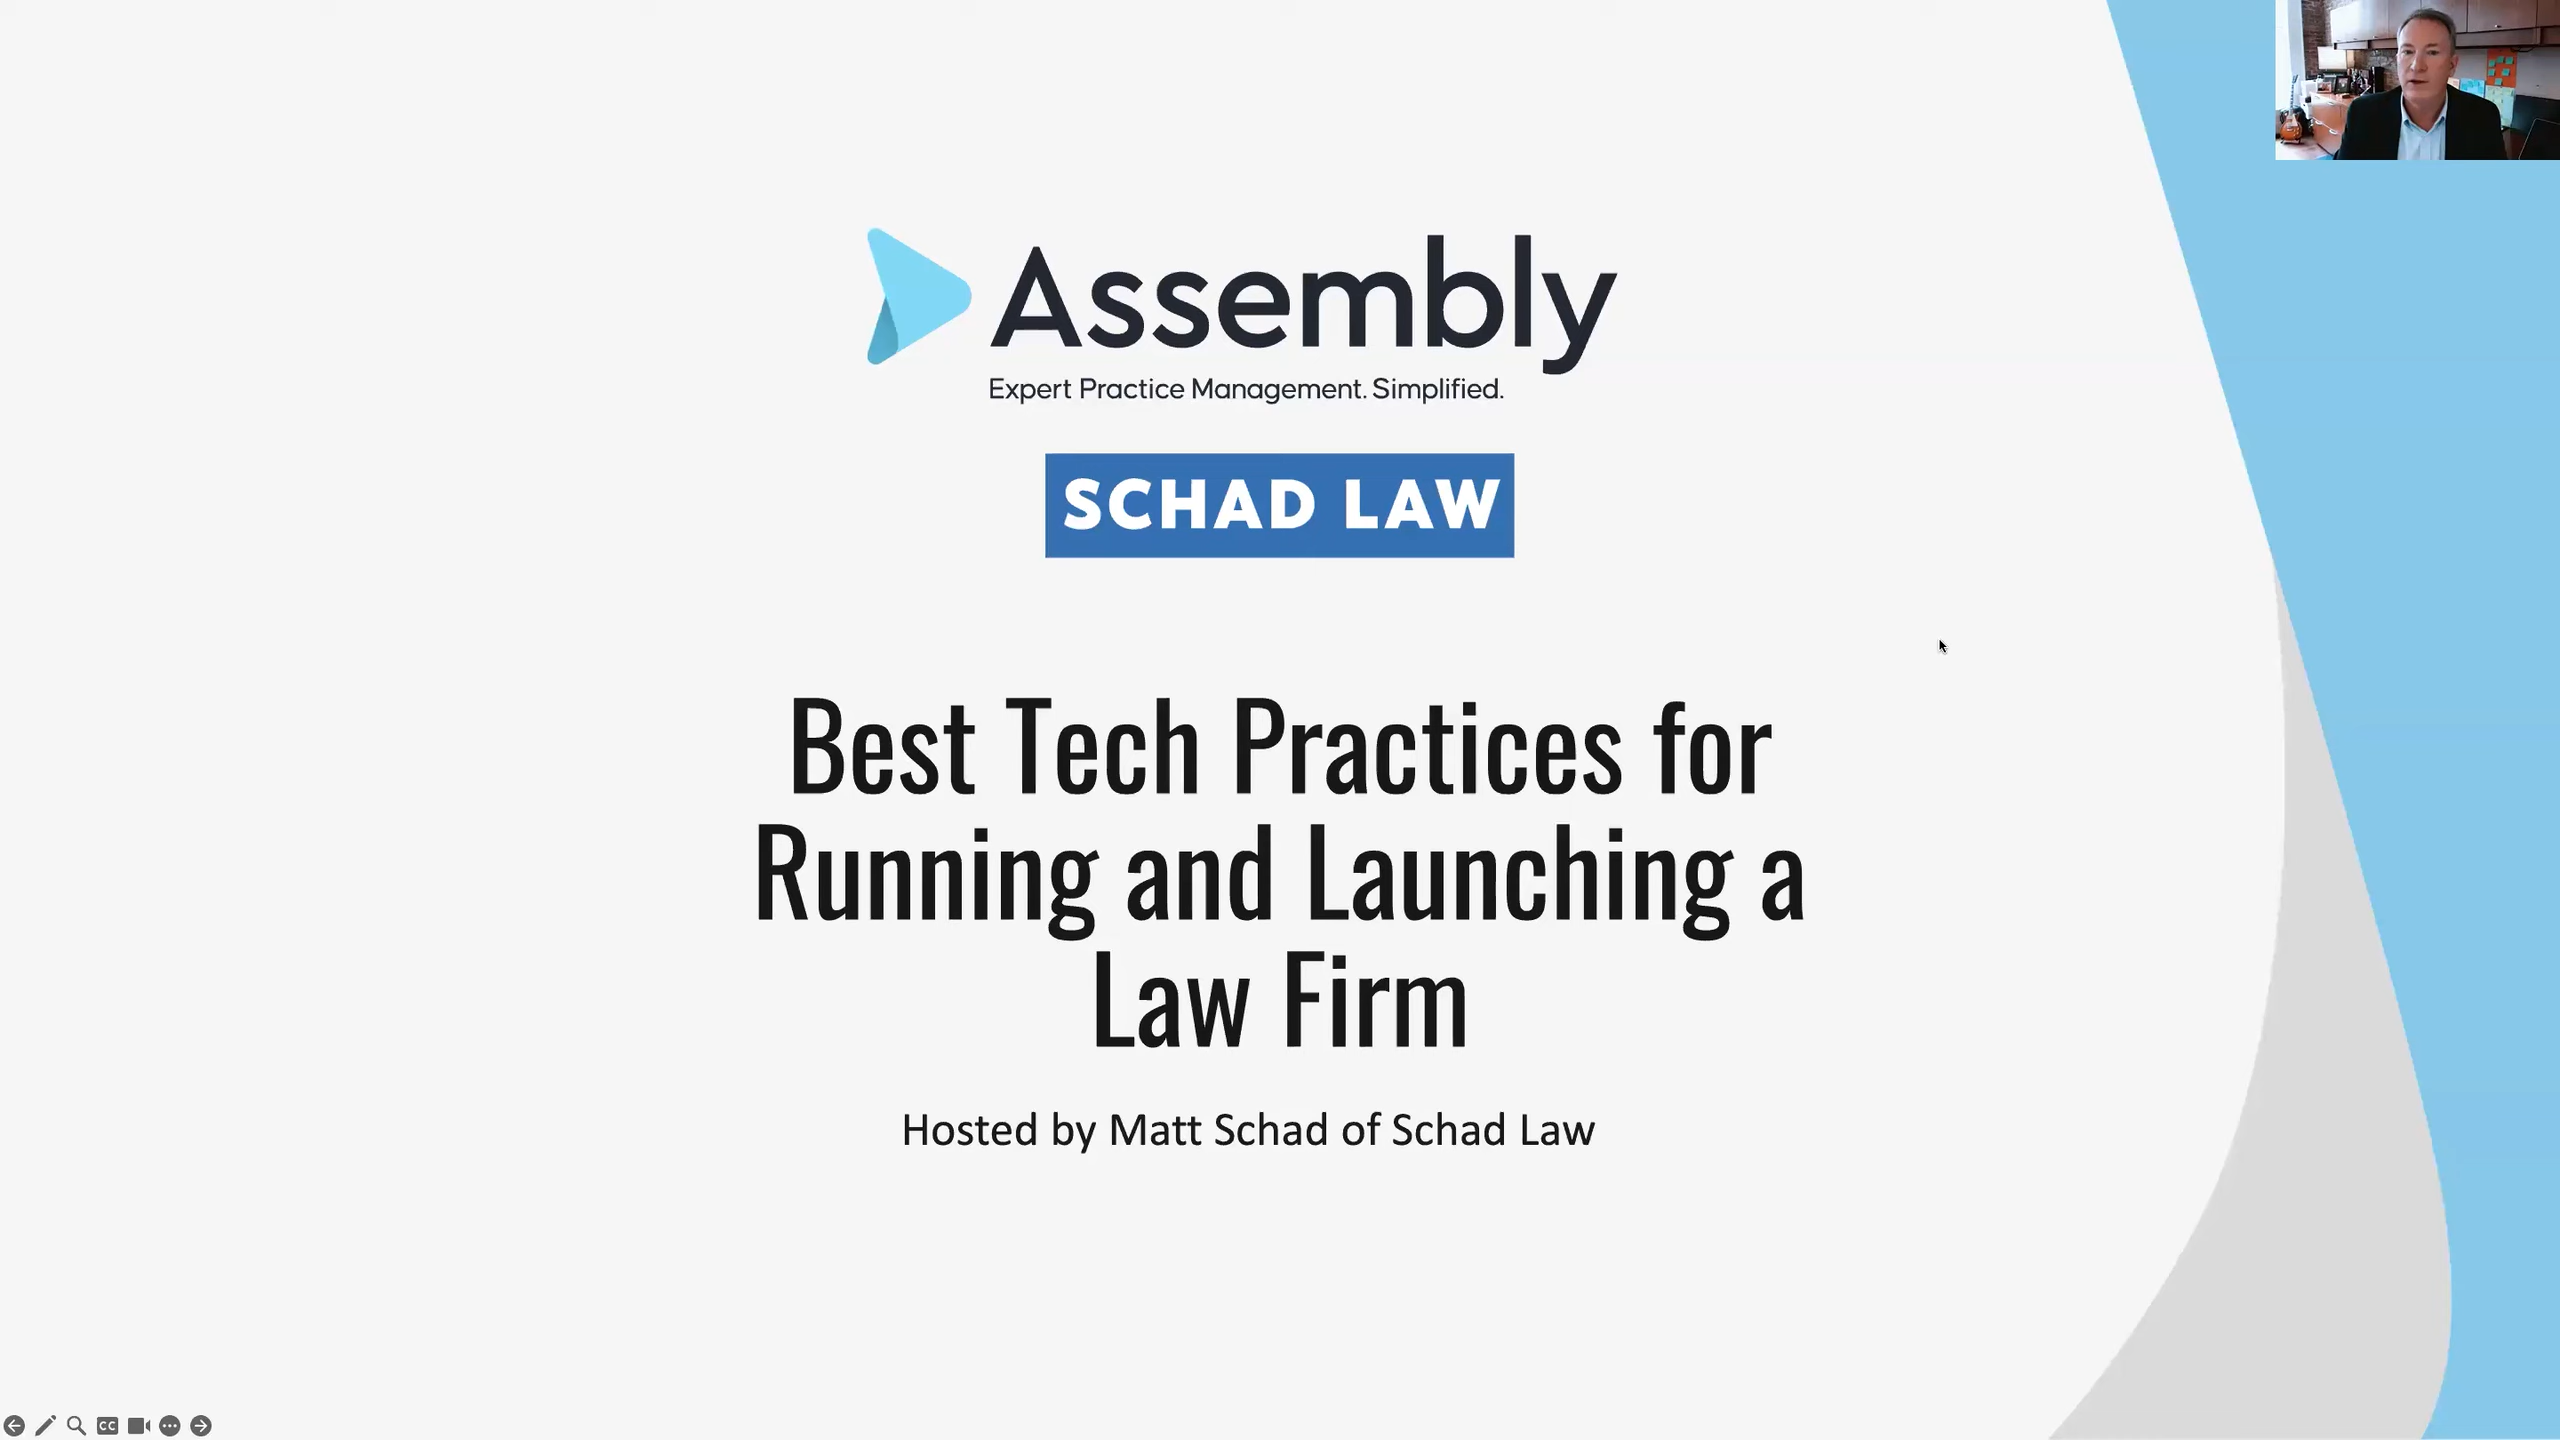 Assembly
Expert Practice Management. Simplified.
SCHAD LAW
Best Tech Practices for
Running and Launching a
Law Firm
Hosted by Matt Schad of Schad Law
CC